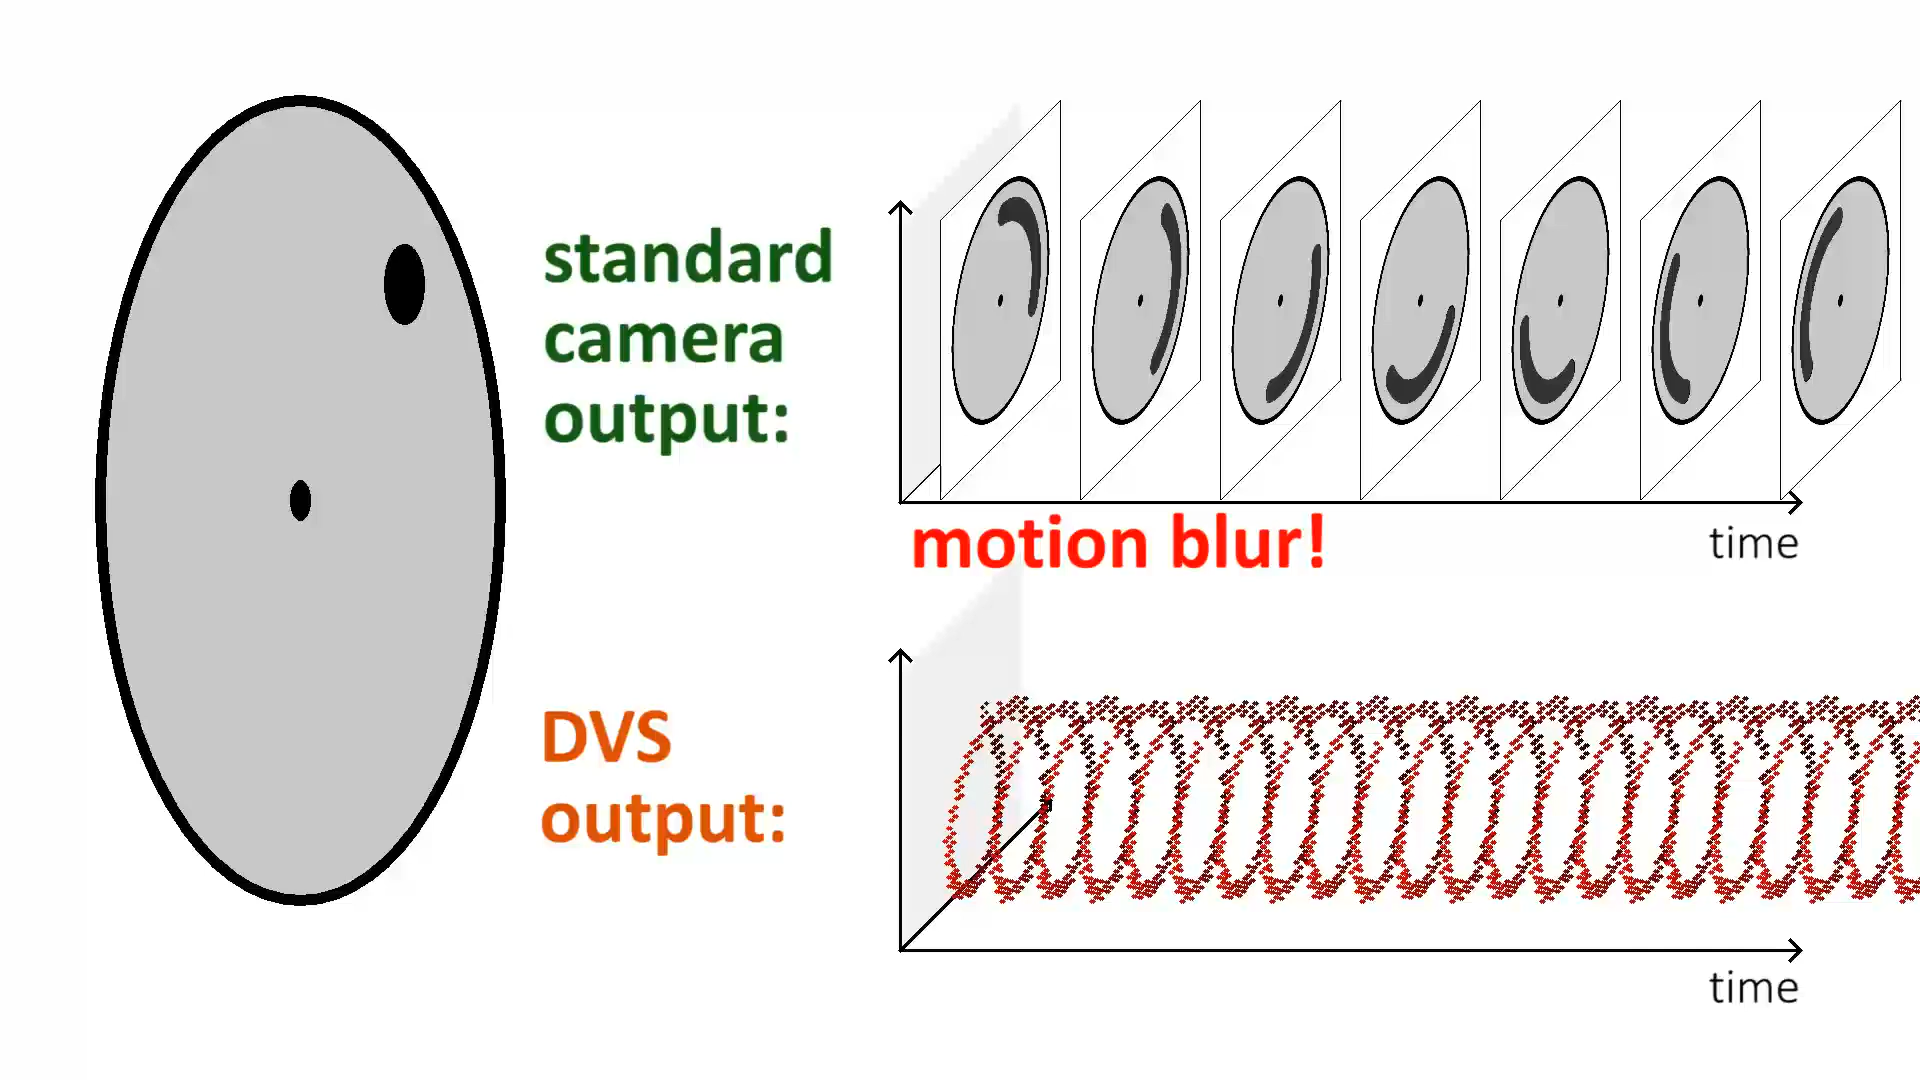 standard
camera
output:
motion blur!
time
DVS
output:
time